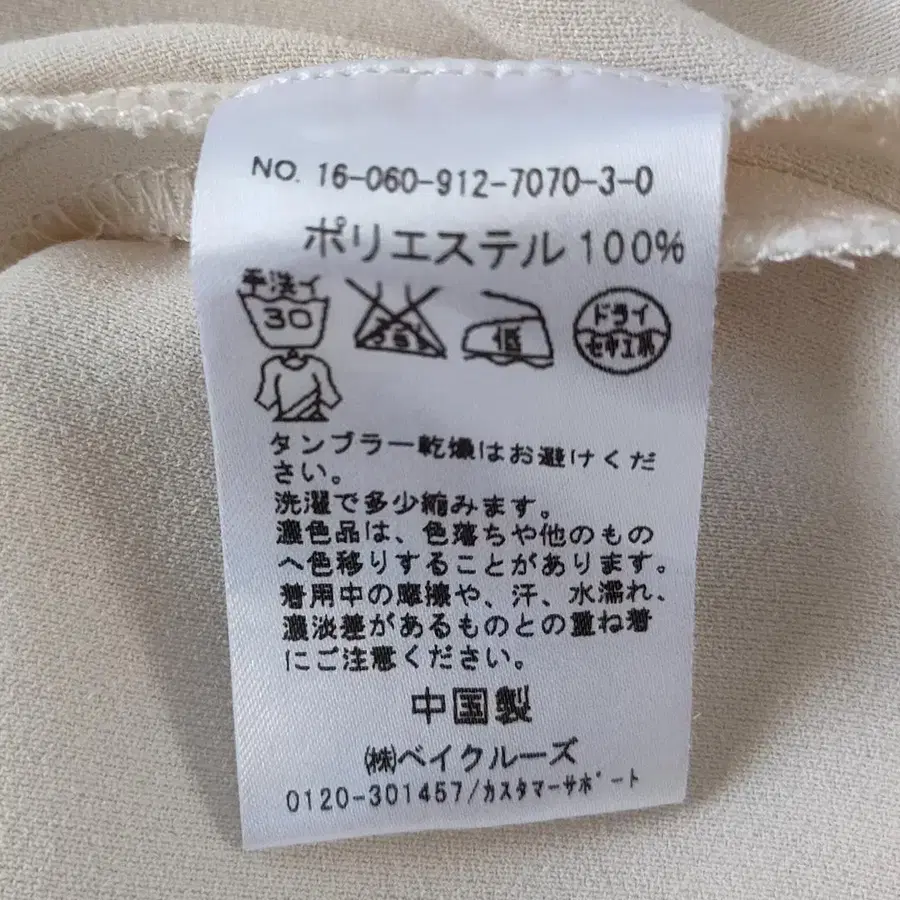 NO. 16-060-912-7070-3-0
ポリエステル 100%
手洗イ
30
低
ドライ
セキユ系
タンブラー乾燥はお避けくだ
さい。
洗濯で多少縮みます。
濃色品は、色落ちや他のもの
へ色移りすることがあります。
着用中の摩擦や、汗、水濡れ、
濃淡差があるものとの重ね着
にご注意ください。
中国製
㈱ベイクルーズ
0120-301457/カスタマーサポート